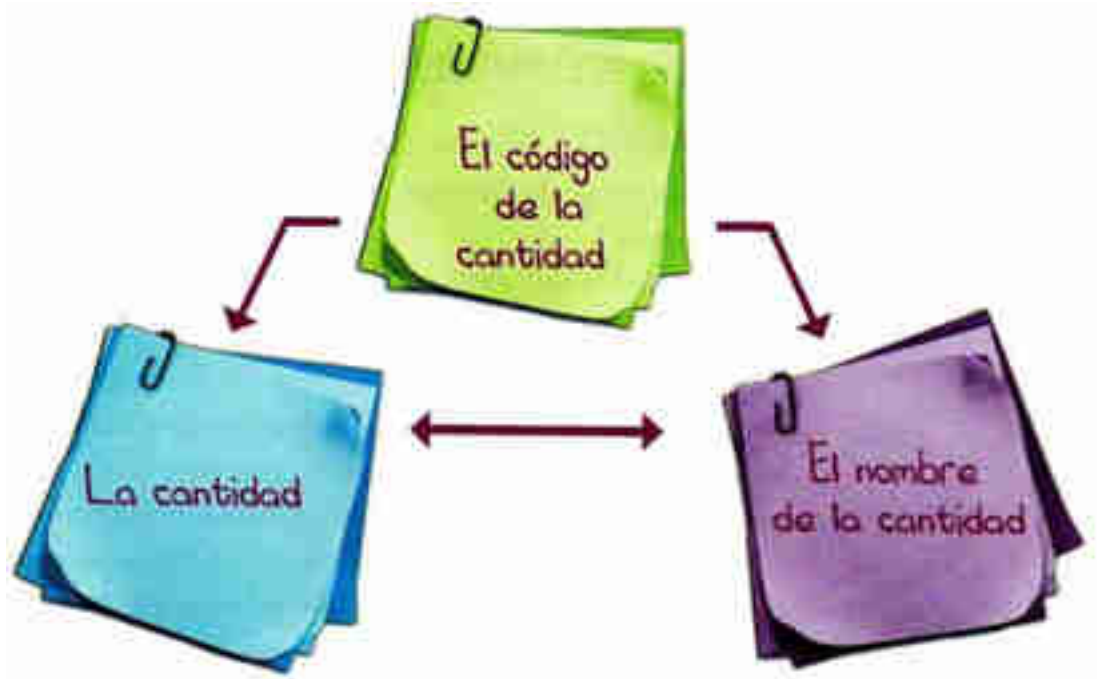 El código
de la
cantidad
La cantidad
El nombre
de la cantidad